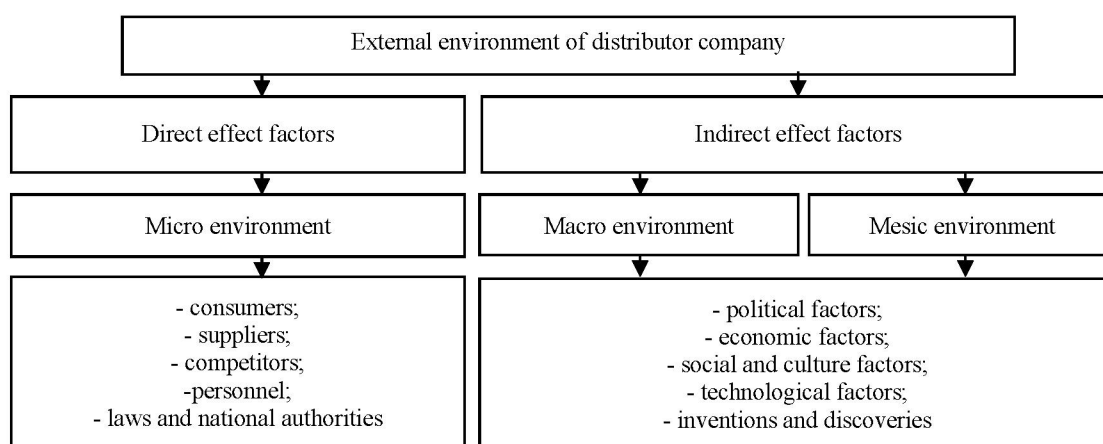 External environment of distributor company
Direct effect factors
Indirect effect factors
Micro environment
Macro environment
Mesic environment
- consumers;
- suppliers;
- competitors;
-personnel;
- laws and national authorities
- political factors;
- economic factors;
- social and culture factors;
- technological factors;
- inventions and discoveries